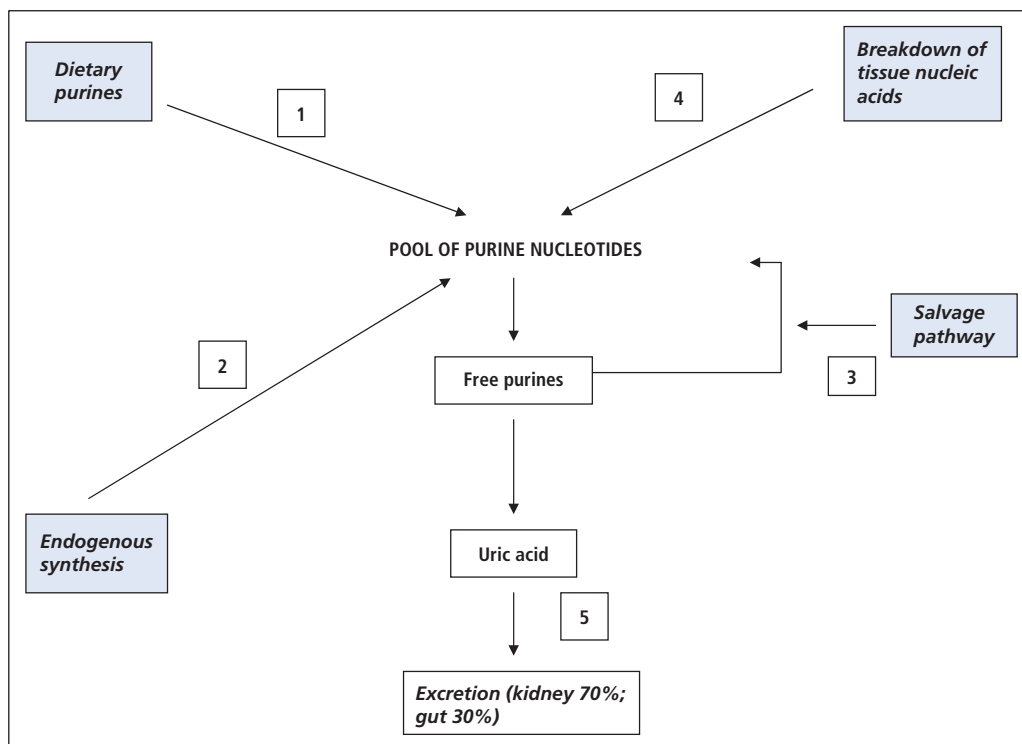 Dietary
purines
1
4
Breakdown of
tissue nucleic
acids
POOL OF PURINE NUCLEOTIDES
2
Free purines
Salvage
pathway
3
Endogenous
synthesis
Uric acid
5
Excretion (kidney 70%;
gut 30%)